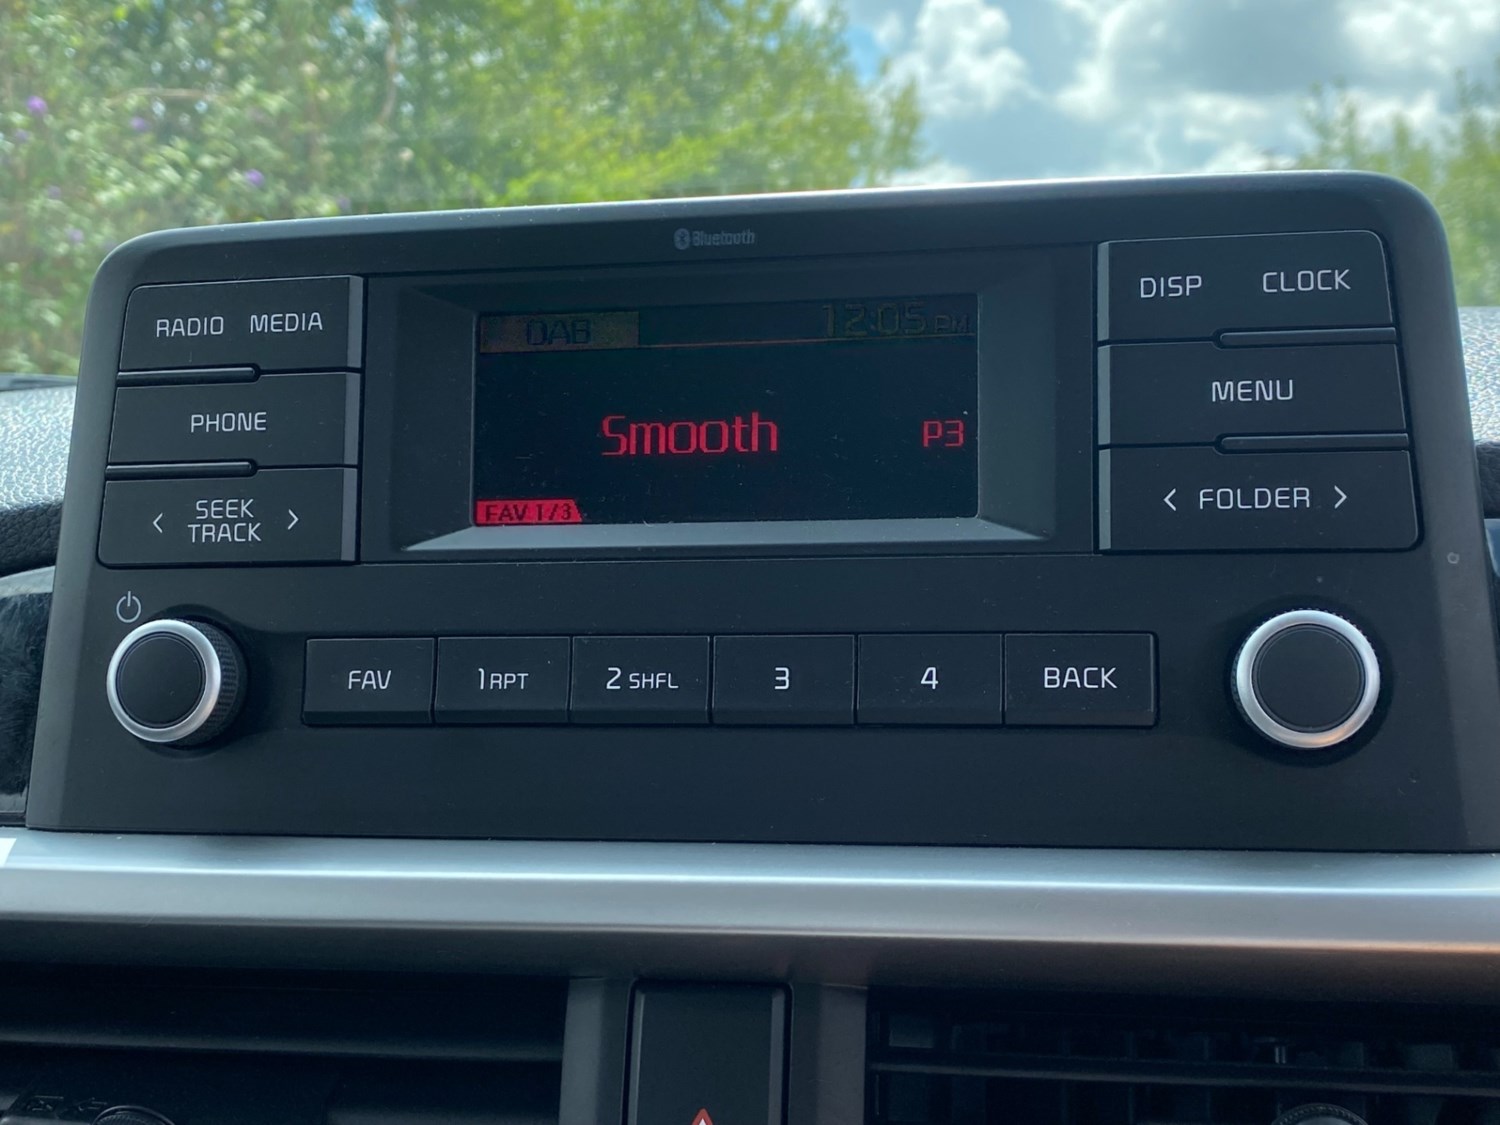 Bluetooth
RADIO MEDIA
PHONE
< SEEK TRACK >
DAB 12:05 PM
Smooth P3
FAV 1/3
DISP CLOCK
MENU
< FOLDER >
FAV 1 RPT 2 SHFL 3 4 BACK